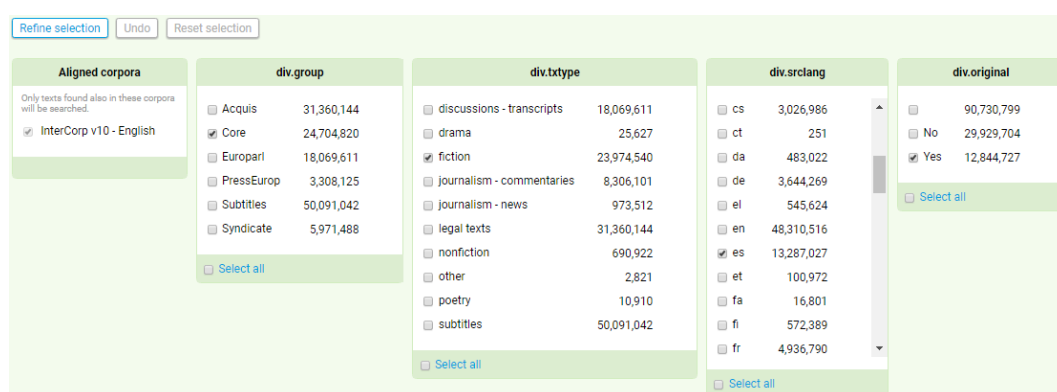 Refine selection Undo Reset selection
Aligned corpora
Only texts found also in these corpora
will be searched.
InterCorp v10 - English
div.group
Acquis 31,360,144
Core 24,704,820
Europarl 18,069,611
PressEurop 3,308,125
Subtitles 50,091,042
Syndicate 5,971,488
Select all
div.txtype
discussions - transcripts 18,069,611
drama 25,627
fiction 23,974,540
journalism - commentaries 8,306,101
journalism - news 973,512
legal texts 31,360,144
nonfiction 690,922
other 2,821
poetry 10,910
subtitles 50,091,042
Select all
div.srclang
cs 3,026,986
ct 251
da 483,022
de 3,644,269
el 545,624
en 48,310,516
es 13,287,027
et 100,972
fa 16,801
fi 572,389
fr 4,936,790
Select all
div.original
90,730,799
No 29,929,704
Yes 12,844,727
Select all